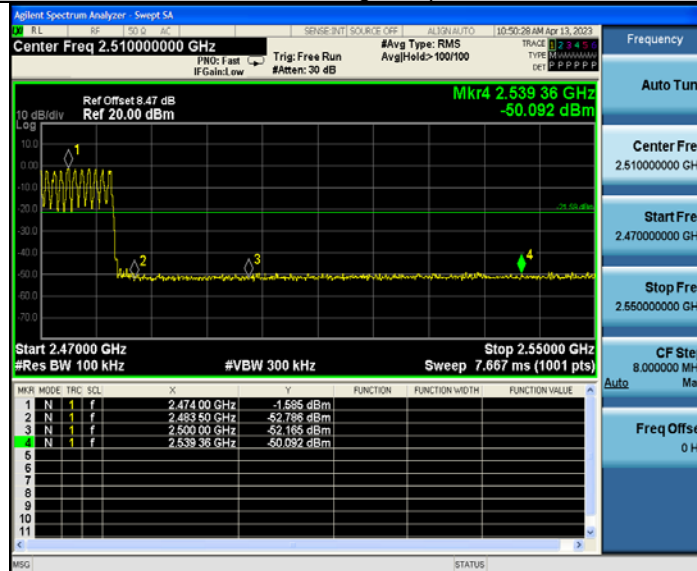 Agilent Spectrum Analyzer - Swept SA
RL RF 50 Ω AC SENSE:INT SOURCE OFF ALIGN AUTO 10:50:28 AM Apr 13, 2023
Center Freq 2.510000000 GHz
PNO: Fast
IFGain:Low
Trig: Free Run
#Atten: 30 dB
#Avg Type: RMS
Avg|Hold:> 100/100
TRACE 1 2 3 4 5 6
TYPE MWWWWW
DET P P P P P P
Ref Offset 8.47 dB
10 dB/div Ref 20.00 dBm
Log
Mkr4 2.539 36 GHz
-50.092 dBm
10.0
0.00
-10.0
-20.0
-30.0
-40.0
-50.0
-60.0
-70.0
1
2
3
4
Start 2.47000 GHz Stop 2.55000 GHz
#Res BW 100 kHz #VBW 300 kHz Sweep 7.667 ms (1001 pts)
MKR MODE TRC SCL X Y FUNCTION FUNCTION WIDTH FUNCTION VALUE
1 N 1 f 2.474 00 GHz -1.585 dBm
2 N 1 f 2.483 50 GHz -52.786 dBm
3 N 1 f 2.500 00 GHz -52.165 dBm
4 N 1 f 2.539 36 GHz -50.092 dBm
5
6
7
8
9
10
11
MSG STATUS
Frequency
Auto Tun
Center Fre
2.510000000 GH
Start Fre
2.470000000 GH
Stop Fre
2.550000000 GH
CF Ste
8.000000 MH
Auto Ma
Freq Offse
0 H